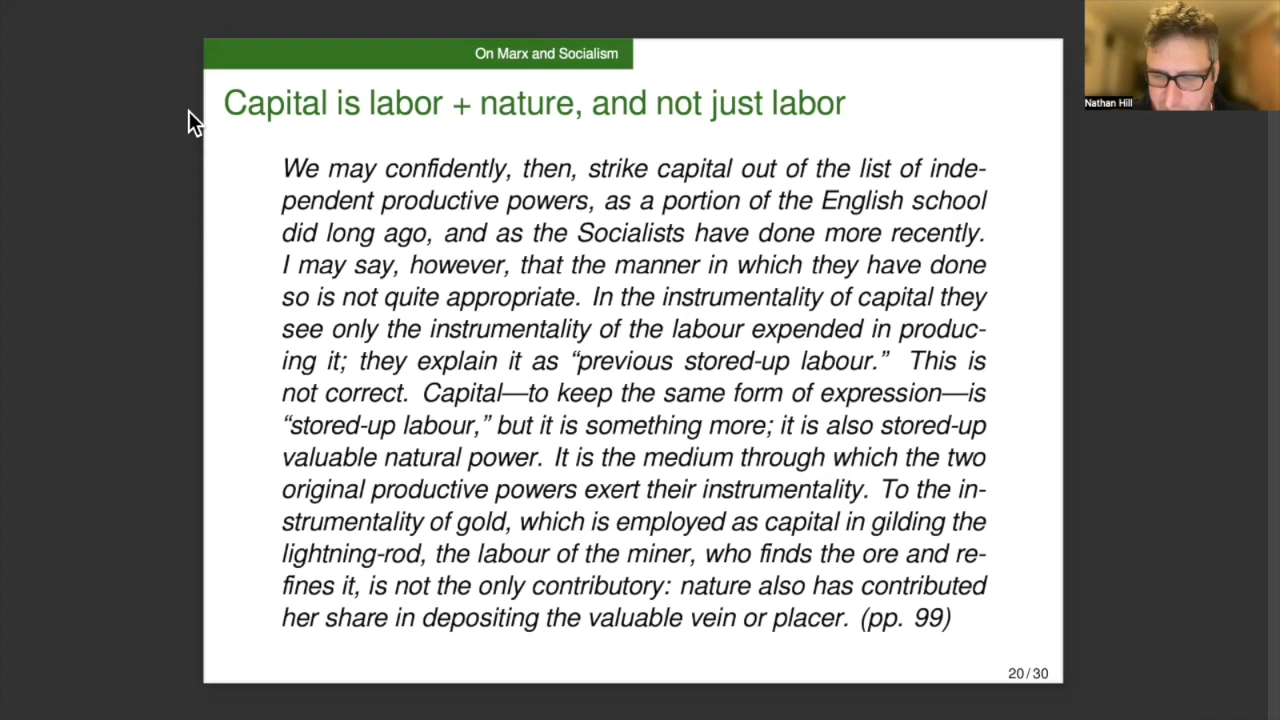 On Marx and Socialism
Capital is labor + nature, and not just labor
We may confidently, then, strike capital out of the list of inde-
pendent productive powers, as a portion of the English school
did long ago, and as the Socialists have done more recently.
I may say, however, that the manner in which they have done
so is not quite appropriate. In the instrumentality of capital they
see only the instrumentality of the labour expended in produc-
ing it; they explain it as “previous stored-up labour.” This is
not correct. Capital—to keep the same form of expression—is
“stored-up labour,” but it is something more; it is also stored-up
valuable natural power. It is the medium through which the two
original productive powers exert their instrumentality. To the in-
strumentality of gold, which is employed as capital in gilding the
lightning-rod, the labour of the miner, who finds the ore and re-
fines it, is not the only contributory: nature also has contributed
her share in depositing the valuable vein or placer. (pp. 99)
20/30
Nathan Hill